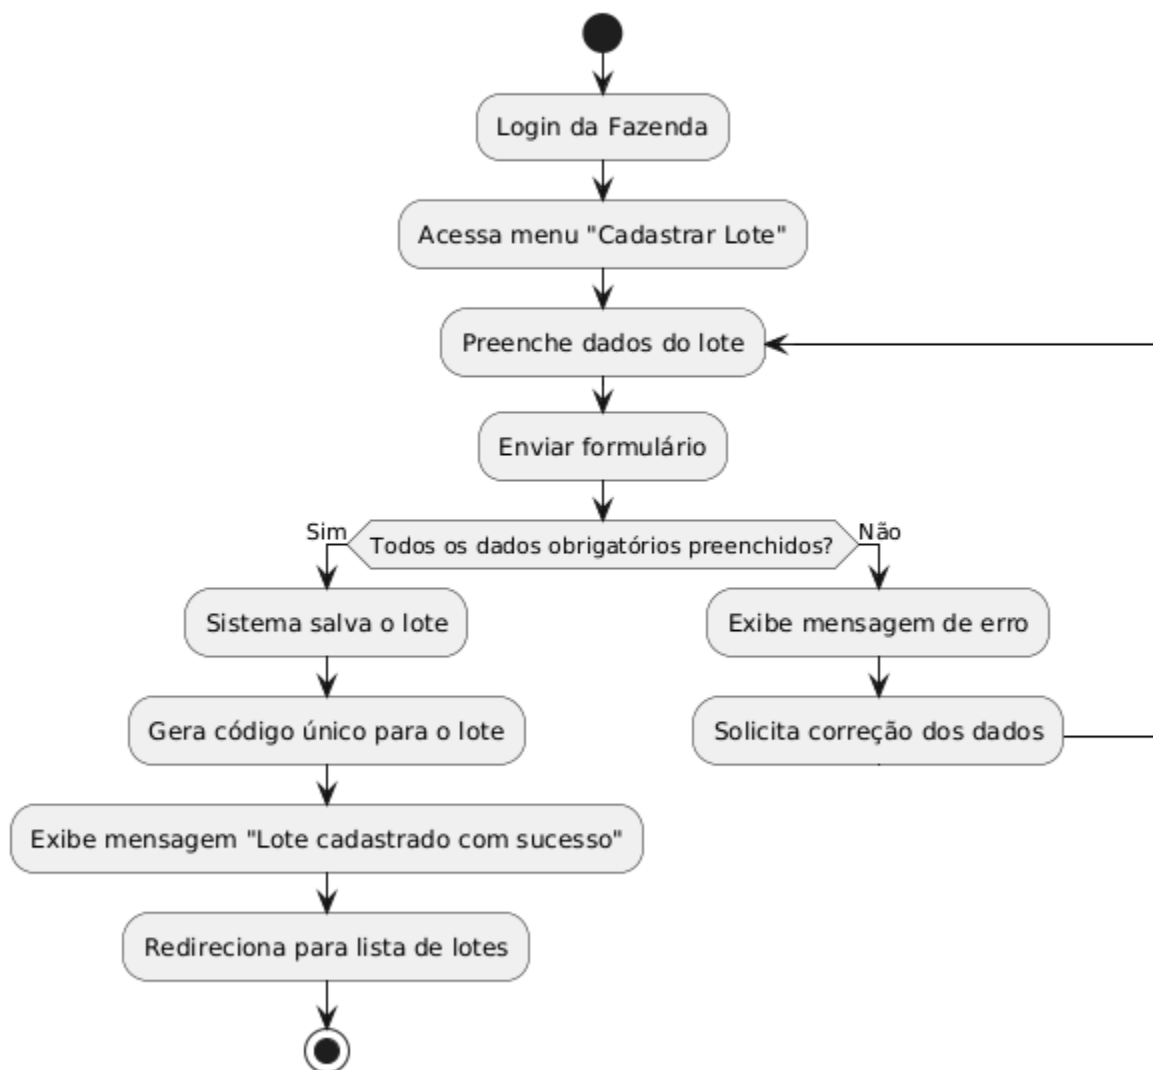 Login da Fazenda
Acessa menu "Cadastrar Lote"
Preenche dados do lote
Enviar formulário
Sim
Todos os dados obrigatórios preenchidos?
Não
Sistema salva o lote
Exibe mensagem de erro
Gera código único para o lote
Solicita correção dos dados
Exibe mensagem "Lote cadastrado com sucesso"
Redireciona para lista de lotes